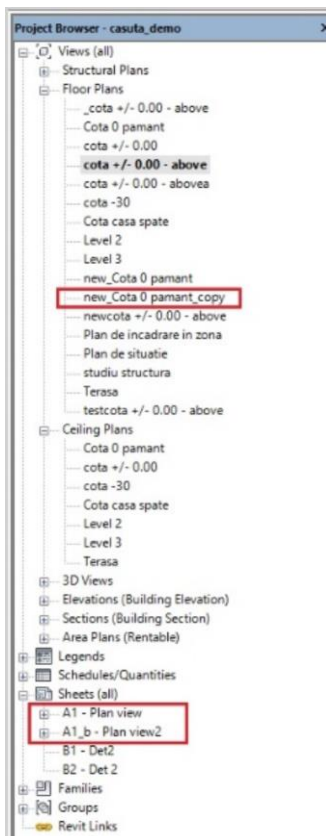 Project Browser - casuta_demo
Views (all)
Structural Plans
Floor Plans
_cota +/- 0.00 - above
Cota 0 pamant
cota +/- 0.00
cota +/- 0.00 - above
cota +/- 0.00 - abovea
cota -30
Cota casa spate
Level 2
Level 3
new_Cota 0 pamant
new_Cota 0 pamant_copy
newcota +/- 0.00 - above
Plan de incadrare in zona
Plan de situatie
studiu structura
Terasa
testcota +/- 0.00 - above
Ceiling Plans
Cota 0 pamant
cota +/- 0.00
cota -30
Cota casa spate
Level 2
Level 3
Terasa
3D Views
Elevations (Building Elevation)
Sections (Building Section)
Area Plans (Rentable)
Legends
Schedules/Quantities
Sheets (all)
A1 - Plan view
A1_b - Plan view2
B1 - Det2
B2 - Det 2
Families
Groups
Revit Links